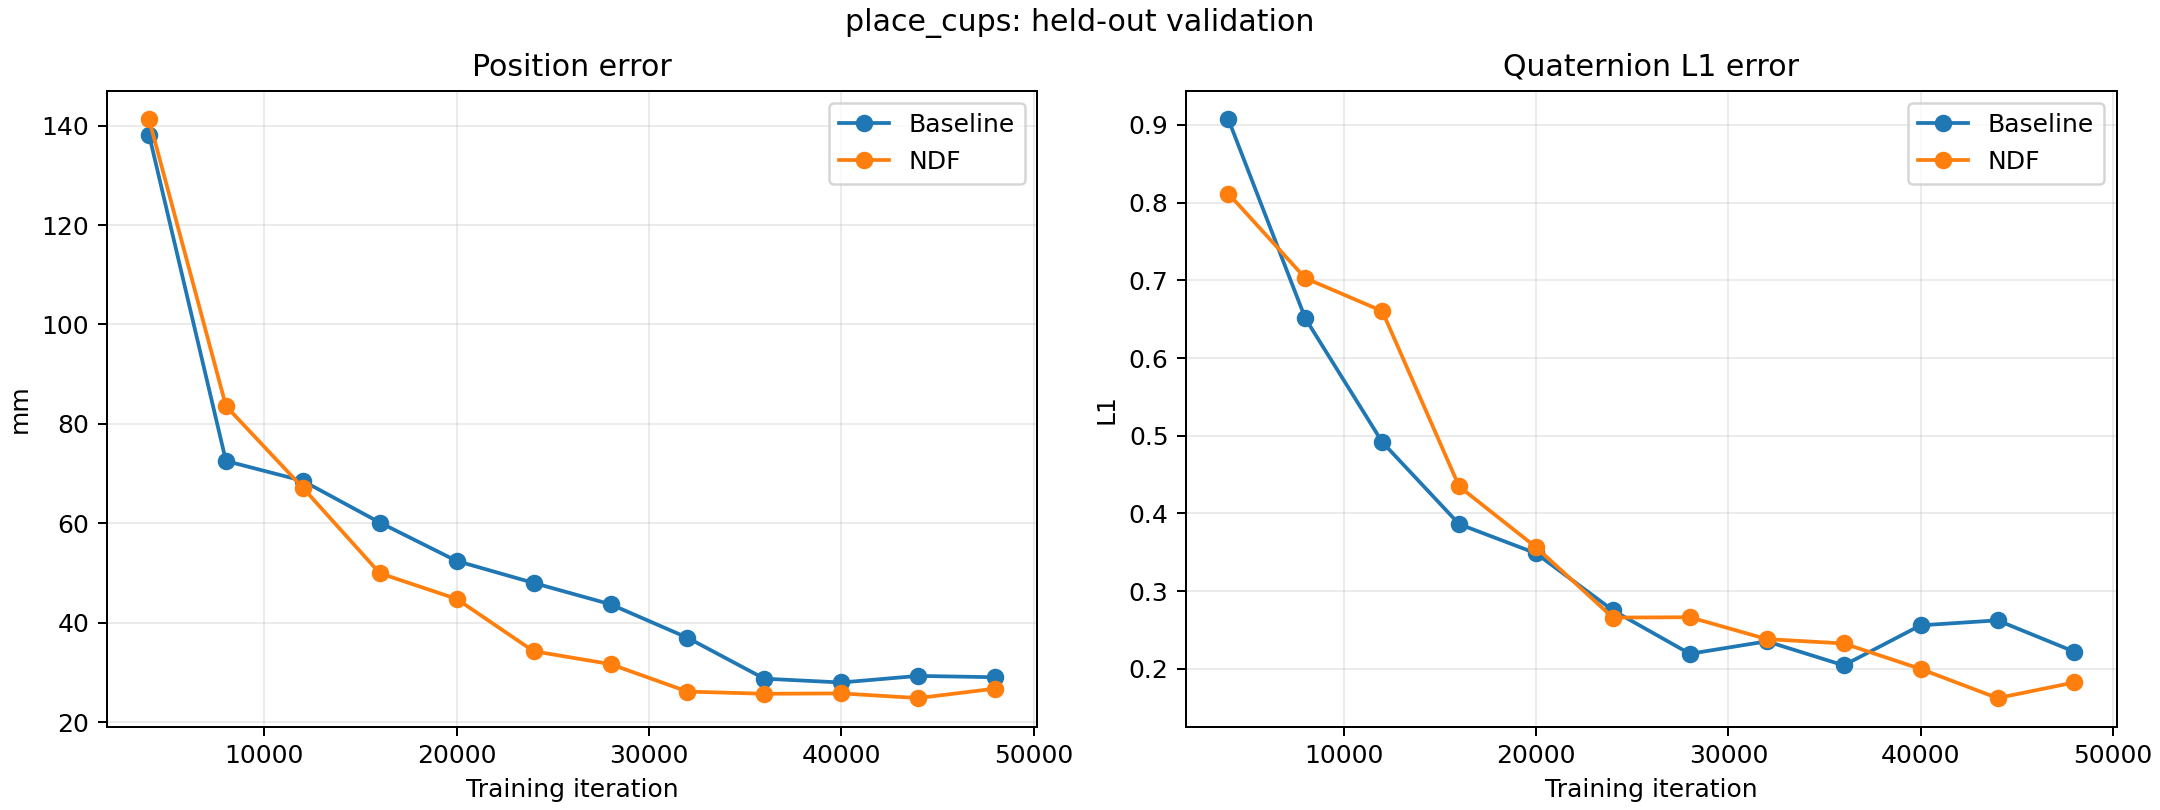 place_cups: held-out validation
Position error
140
120
100
80
60
40
20
mm
10000 20000 30000 40000 50000
Training iteration
Baseline
NDF
Quaternion L1 error
0.9
0.8
0.7
0.6
0.5
0.4
0.3
0.2
L1
10000 20000 30000 40000 50000
Training iteration
Baseline
NDF